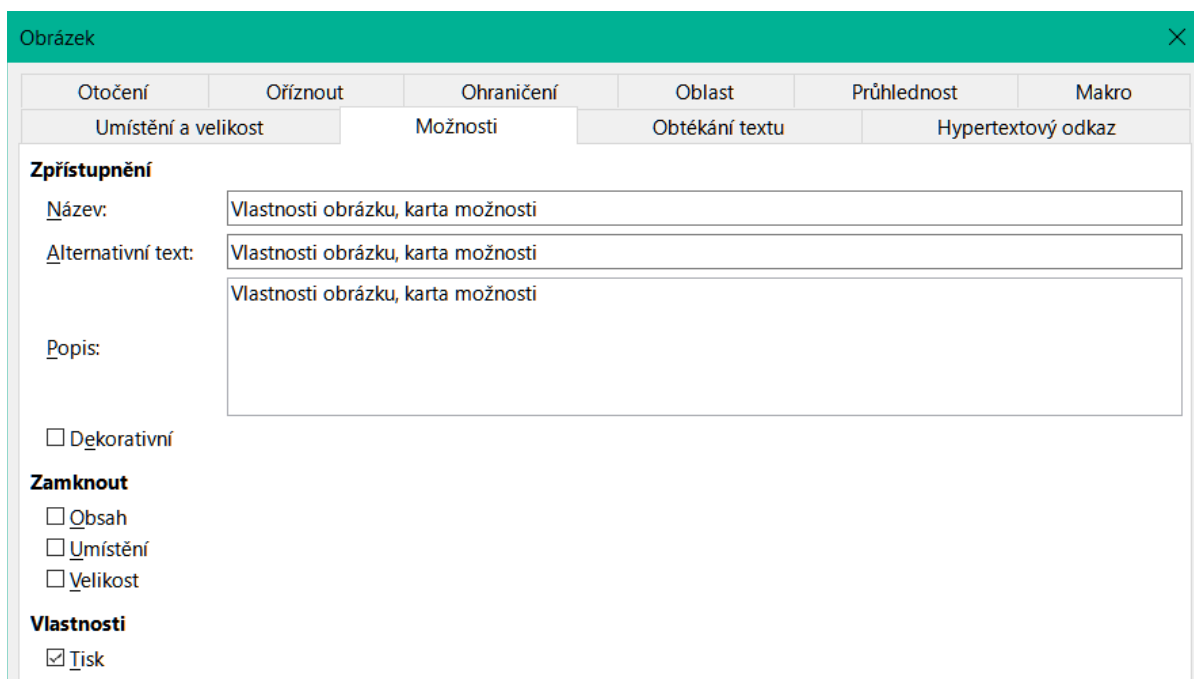 Obrázek
Otočení Oříznout Ohraničení Oblast Průhlednost Makro
Umístění a velikost Možnosti Obtékání textu Hypertextový odkaz
Zpřístupnění
Název: Vlastnosti obrázku, karta možnosti
Alternativní text: Vlastnosti obrázku, karta možnosti
Vlastnosti obrázku, karta možnosti
Popis:
Dekorativní
Zamknout
Obsah
Umístění
Velikost
Vlastnosti
Tisk